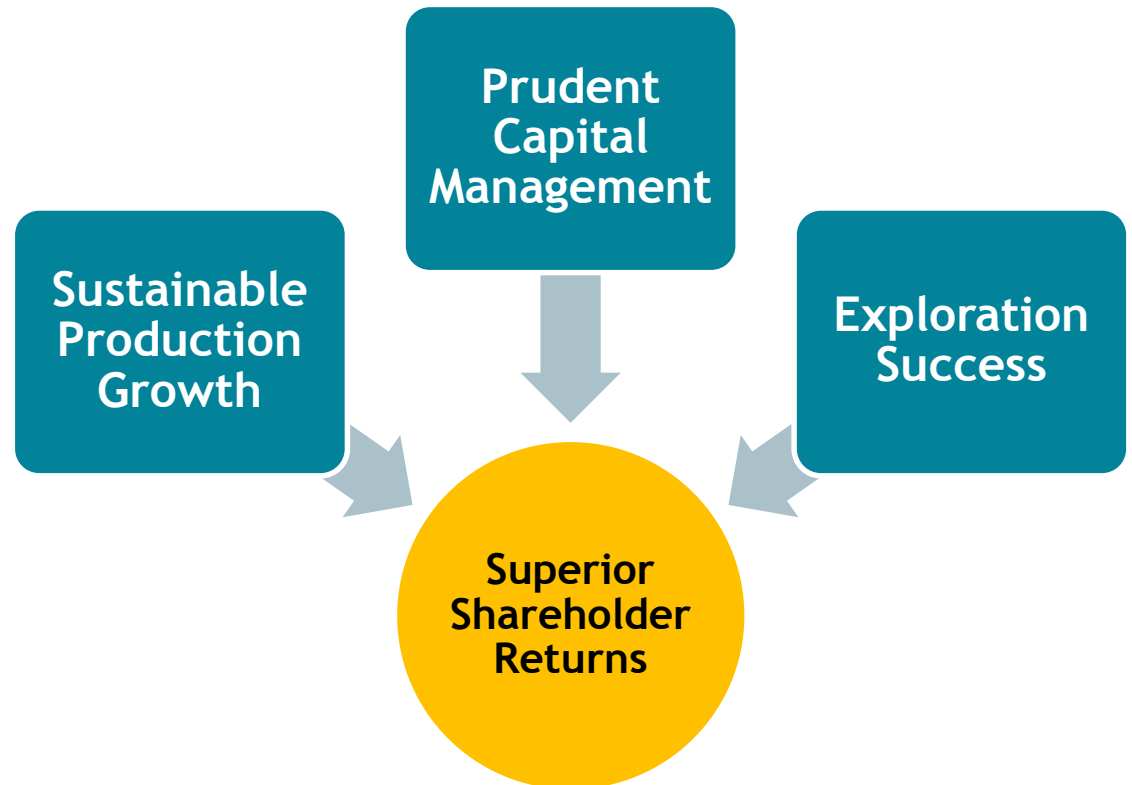 Prudent
Capital
Management
Sustainable
Production
Growth
Exploration
Success
Superior
Shareholder
Returns